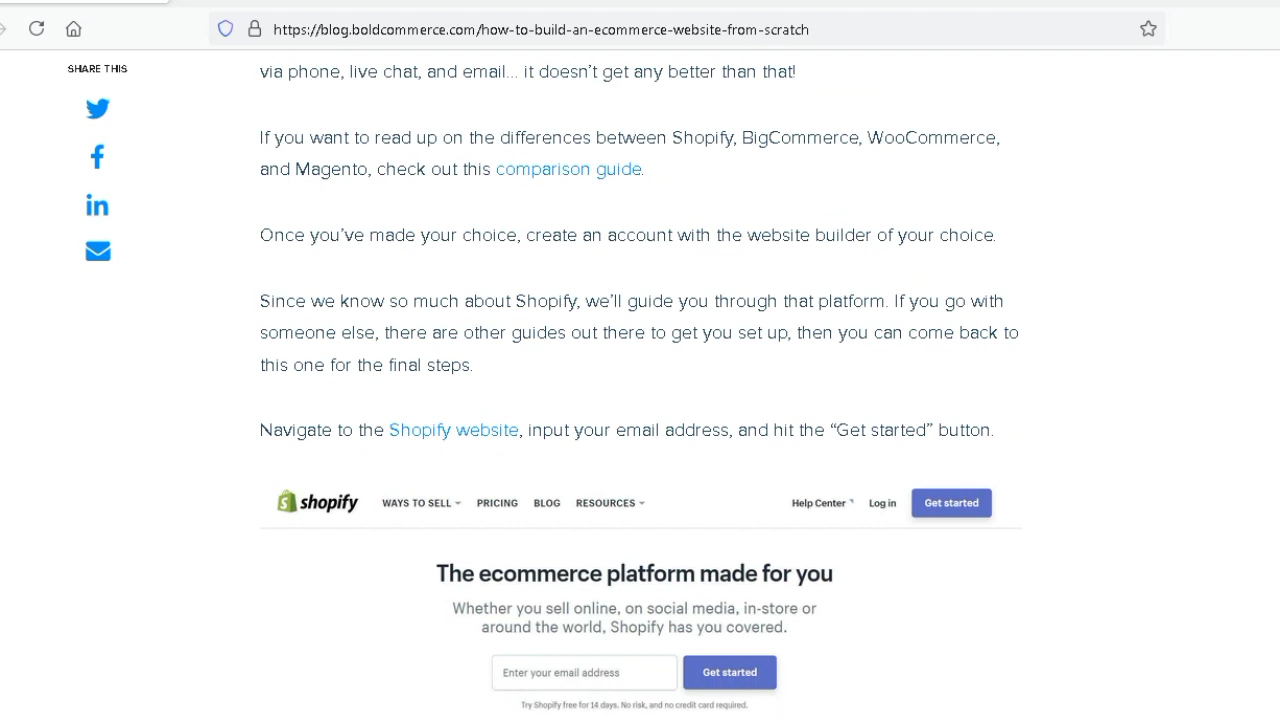 https://blog.boldcommerce.com/how-to-build-an-ecommerce-website-from-scratch
SHARE THIS
via phone, live chat, and email… it doesn’t get any better than that!
If you want to read up on the differences between Shopify, BigCommerce, WooCommerce,
and Magento, check out this comparison guide.
Once you’ve made your choice, create an account with the website builder of your choice.
Since we know so much about Shopify, we’ll guide you through that platform. If you go with
someone else, there are other guides out there to get you set up, then you can come back to
this one for the final steps.
Navigate to the Shopify website, input your email address, and hit the “Get started” button.
shopify WAYS TO SELL PRICING BLOG RESOURCES Help Center Log in Get started
The ecommerce platform made for you
Whether you sell online, on social media, in-store or
around the world, Shopify has you covered.
Enter your email address Get started
Try Shopify free for 14 days. No risk, and no credit card required.